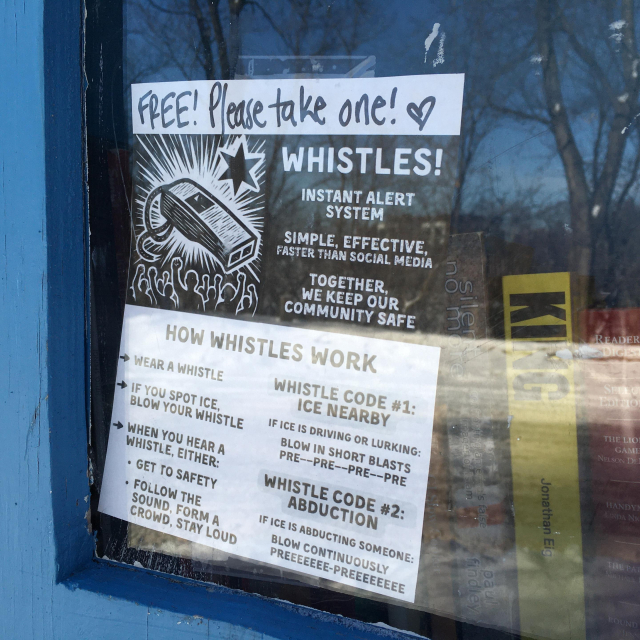 FREE! Please take one! ♡
WHISTLES!
INSTANT ALERT
SYSTEM
SIMPLE, EFFECTIVE,
FASTER THAN SOCIAL MEDIA
TOGETHER,
WE KEEP OUR
COMMUNITY SAFE
HOW WHISTLES WORK
→ WEAR A WHISTLE
→ IF YOU SPOT ICE,
BLOW YOUR WHISTLE
→ WHEN YOU HEAR A
WHISTLE, EITHER:
• GET TO SAFETY
• FOLLOW THE
SOUND, FORM A
CROWD, STAY LOUD
WHISTLE CODE #1:
ICE NEARBY
IF ICE IS DRIVING OR LURKING:
BLOW IN SHORT BLASTS
PRE--PRE---PRE--PRE
WHISTLE CODE #2:
ABDUCTION
IF ICE IS ABDUCTING SOMEONE:
BLOW CONTINUOUSLY
PREEEEEEE-PREEEEEEEE
KING
Jonathan
READER
THE LION
GAME